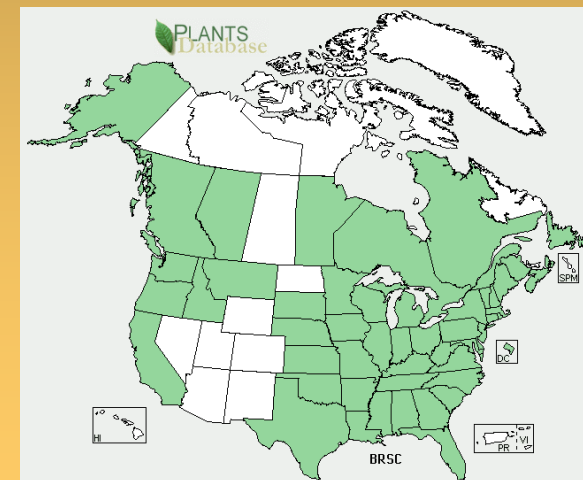 PLANTS
Database
SPM
DC
HI
PR
VI
BRSC